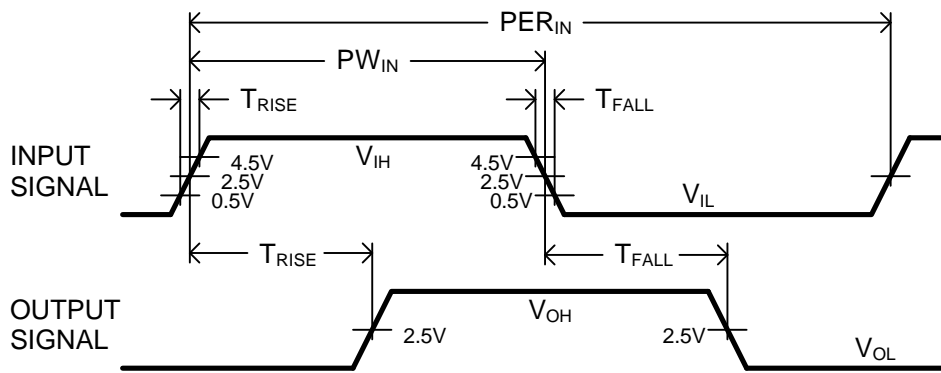 PER_IN
PW_IN
T_RISE
T_FALL
INPUT
SIGNAL
4.5V
2.5V
0.5V
V_IH
4.5V
2.5V
0.5V
V_IL
T_RISE
T_FALL
OUTPUT
SIGNAL
2.5V
V_OH
2.5V
V_OL